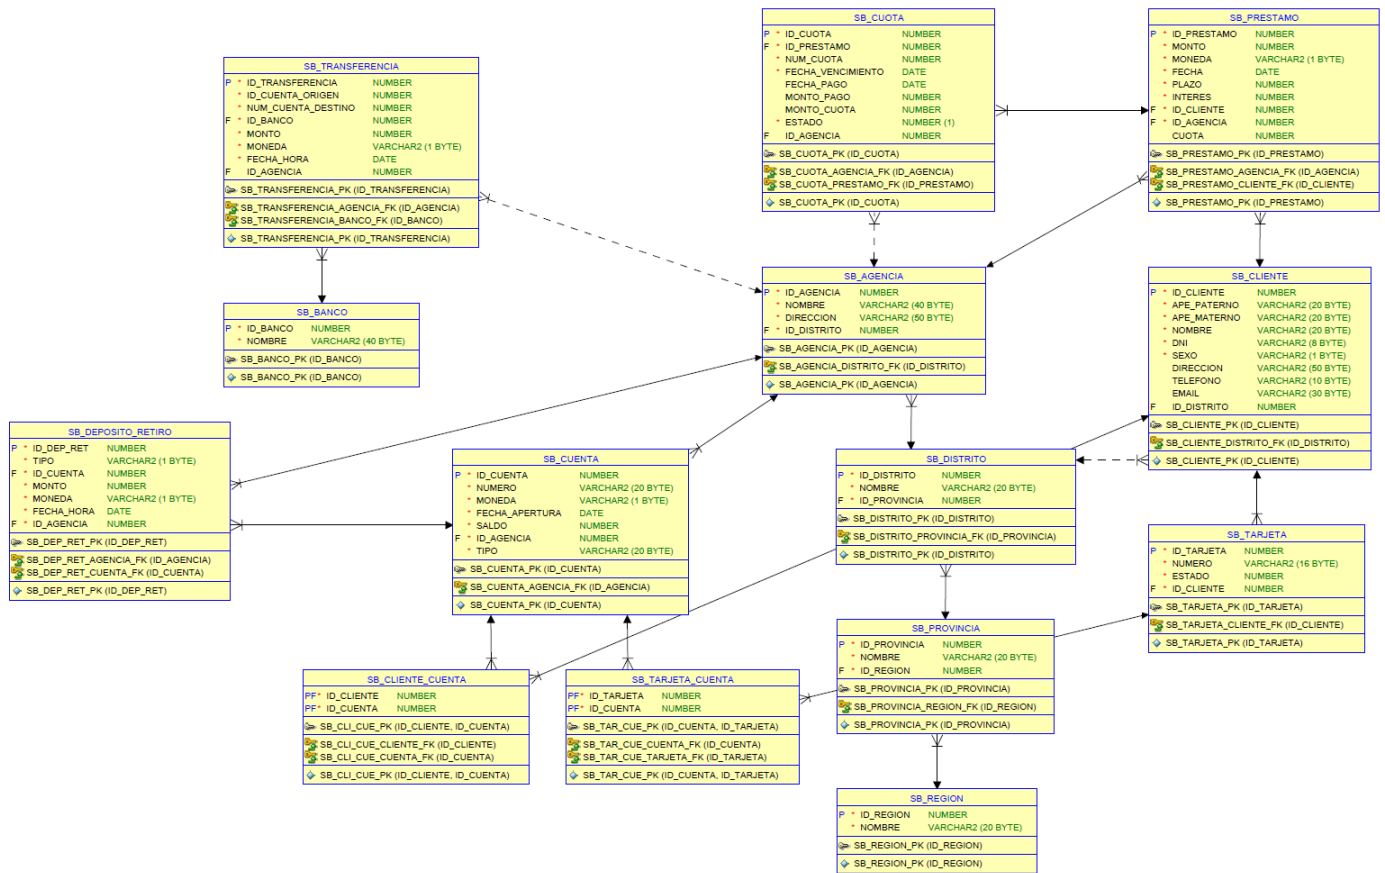 SB_CUOTA
P * ID_CUOTA NUMBER
F * ID_PRESTAMO NUMBER
* NUM_CUOTA NUMBER
* FECHA_VENCIMIENTO DATE
FECHA_PAGO DATE
MONTO_PAGO NUMBER
MONTO_CUOTA NUMBER
* ESTADO NUMBER (1)
F ID_AGENCIA NUMBER
SB_CUOTA_PK (ID_CUOTA)
SB_CUOTA_AGENCIA_FK (ID_AGENCIA)
SB_CUOTA_PRESTAMO_FK (ID_PRESTAMO)
SB_CUOTA_PK (ID_CUOTA)
SB_PRESTAMO
P * ID_PRESTAMO NUMBER
* MONTO NUMBER
* MONEDA VARCHAR2 (1 BYTE)
* FECHA DATE
* PLAZO NUMBER
* INTERES NUMBER
F * ID_CLIENTE NUMBER
F * ID_AGENCIA NUMBER
CUOTA NUMBER
SB_PRESTAMO_PK (ID_PRESTAMO)
SB_PRESTAMO_AGENCIA_FK (ID_AGENCIA)
SB_PRESTAMO_CLIENTE_FK (ID_CLIENTE)
SB_PRESTAMO_PK (ID_PRESTAMO)
SB_TRANSFERENCIA
P * ID_TRANSFERENCIA NUMBER
* ID_CUENTA_ORIGEN NUMBER
* NUM_CUENTA_DESTINO NUMBER
F * ID_BANCO NUMBER
* MONTO NUMBER
* MONEDA VARCHAR2 (1 BYTE)
* FECHA_HORA DATE
F ID_AGENCIA NUMBER
SB_TRANSFERENCIA_PK (ID_TRANSFERENCIA)
SB_TRANSFERENCIA_AGENCIA_FK (ID_AGENCIA)
SB_TRANSFERENCIA_BANCO_FK (ID_BANCO)
SB_TRANSFERENCIA_PK (ID_TRANSFERENCIA)
SB_AGENCIA
P * ID_AGENCIA NUMBER
* NOMBRE VARCHAR2 (40 BYTE)
* DIRECCION VARCHAR2 (50 BYTE)
F * ID_DISTRITO NUMBER
SB_AGENCIA_PK (ID_AGENCIA)
SB_AGENCIA_DISTRITO_FK (ID_DISTRITO)
SB_AGENCIA_PK (ID_AGENCIA)
SB_CLIENTE
P * ID_CLIENTE NUMBER
* APE_PATERNO VARCHAR2 (20 BYTE)
* APE_MATERNO VARCHAR2 (20 BYTE)
* NOMBRE VARCHAR2 (20 BYTE)
* DNI VARCHAR2 (8 BYTE)
* SEXO VARCHAR2 (1 BYTE)
DIRECCION VARCHAR2 (50 BYTE)
TELEFONO VARCHAR2 (10 BYTE)
EMAIL VARCHAR2 (30 BYTE)
F ID_DISTRITO NUMBER
SB_CLIENTE_PK (ID_CLIENTE)
SB_CLIENTE_DISTRITO_FK (ID_DISTRITO)
SB_CLIENTE_PK (ID_CLIENTE)
SB_BANCO
P * ID_BANCO NUMBER
* NOMBRE VARCHAR2 (40 BYTE)
SB_BANCO_PK (ID_BANCO)
SB_BANCO_PK (ID_BANCO)
SB_DEPOSITO_RETIRO
P * ID_DEP_RET NUMBER
* TIPO VARCHAR2 (1 BYTE)
F * ID_CUENTA NUMBER
* MONTO NUMBER
* MONEDA VARCHAR2 (1 BYTE)
* FECHA_HORA DATE
F * ID_AGENCIA NUMBER
SB_DEP_RET_PK (ID_DEP_RET)
SB_DEP_RET_AGENCIA_FK (ID_AGENCIA)
SB_DEP_RET_CUENTA_FK (ID_CUENTA)
SB_DEP_RET_PK (ID_DEP_RET)
SB_CUENTA
P * ID_CUENTA NUMBER
* NUMERO VARCHAR2 (20 BYTE)
* MONEDA VARCHAR2 (1 BYTE)
* FECHA_APERTURA DATE
* SALDO NUMBER
F * ID_AGENCIA NUMBER
* TIPO VARCHAR2 (20 BYTE)
SB_CUENTA_PK (ID_CUENTA)
SB_CUENTA_AGENCIA_FK (ID_AGENCIA)
SB_CUENTA_PK (ID_CUENTA)
SB_DISTRITO
P * ID_DISTRITO NUMBER
* NOMBRE VARCHAR2 (20 BYTE)
F * ID_PROVINCIA NUMBER
SB_DISTRITO_PK (ID_DISTRITO)
SB_DISTRITO_PROVINCIA_FK (ID_PROVINCIA)
SB_DISTRITO_PK (ID_DISTRITO)
SB_TARJETA
P * ID_TARJETA NUMBER
* NUMERO VARCHAR2 (16 BYTE)
* ESTADO NUMBER
F * ID_CLIENTE NUMBER
SB_TARJETA_PK (ID_TARJETA)
SB_TARJETA_CLIENTE_FK (ID_CLIENTE)
SB_TARJETA_PK (ID_TARJETA)
SB_PROVINCIA
P * ID_PROVINCIA NUMBER
* NOMBRE VARCHAR2 (20 BYTE)
F * ID_REGION NUMBER
SB_PROVINCIA_PK (ID_PROVINCIA)
SB_PROVINCIA_REGION_FK (ID_REGION)
SB_PROVINCIA_PK (ID_PROVINCIA)
SB_CLIENTE_CUENTA
PF* ID_CLIENTE NUMBER
PF* ID_CUENTA NUMBER
SB_CLI_CUE_PK (ID_CLIENTE, ID_CUENTA)
SB_CLI_CUE_CLIENTE_FK (ID_CLIENTE)
SB_CLI_CUE_CUENTA_FK (ID_CUENTA)
SB_CLI_CUE_PK (ID_CLIENTE, ID_CUENTA)
SB_TARJETA_CUENTA
PF* ID_TARJETA NUMBER
PF* ID_CUENTA NUMBER
SB_TAR_CUE_PK (ID_CUENTA, ID_TARJETA)
SB_TAR_CUE_CUENTA_FK (ID_CUENTA)
SB_TAR_CUE_TARJETA_FK (ID_TARJETA)
SB_TAR_CUE_PK (ID_CUENTA, ID_TARJETA)
SB_REGION
P * ID_REGION NUMBER
* NOMBRE VARCHAR2 (20 BYTE)
SB_REGION_PK (ID_REGION)
SB_REGION_PK (ID_REGION)